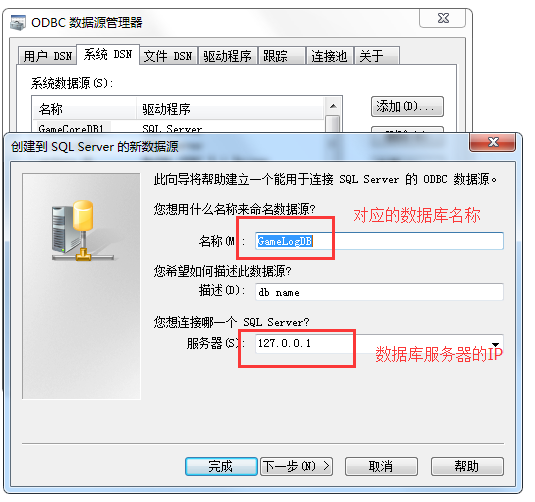 ODBC 数据源管理器
用户 DSN 系统 DSN 文件 DSN 驱动程序 跟踪 连接池 关于
系统数据源(S):
名称 驱动程序 添加(D)...
GameCoreDB1 SQL Server
创建到 SQL Server 的新数据源
此向导将帮助建立一个能用于连接 SQL Server 的 ODBC 数据源。
您想用什么名称来命名数据源?
对应的数据库名称
名称(M): GameLogDB
您希望如何描述此数据源?
描述(D): db name
您想连接哪一个 SQL Server?
服务器(S): 127.0.0.1
数据库服务器的IP
完成 下一步(N) > 取消 帮助